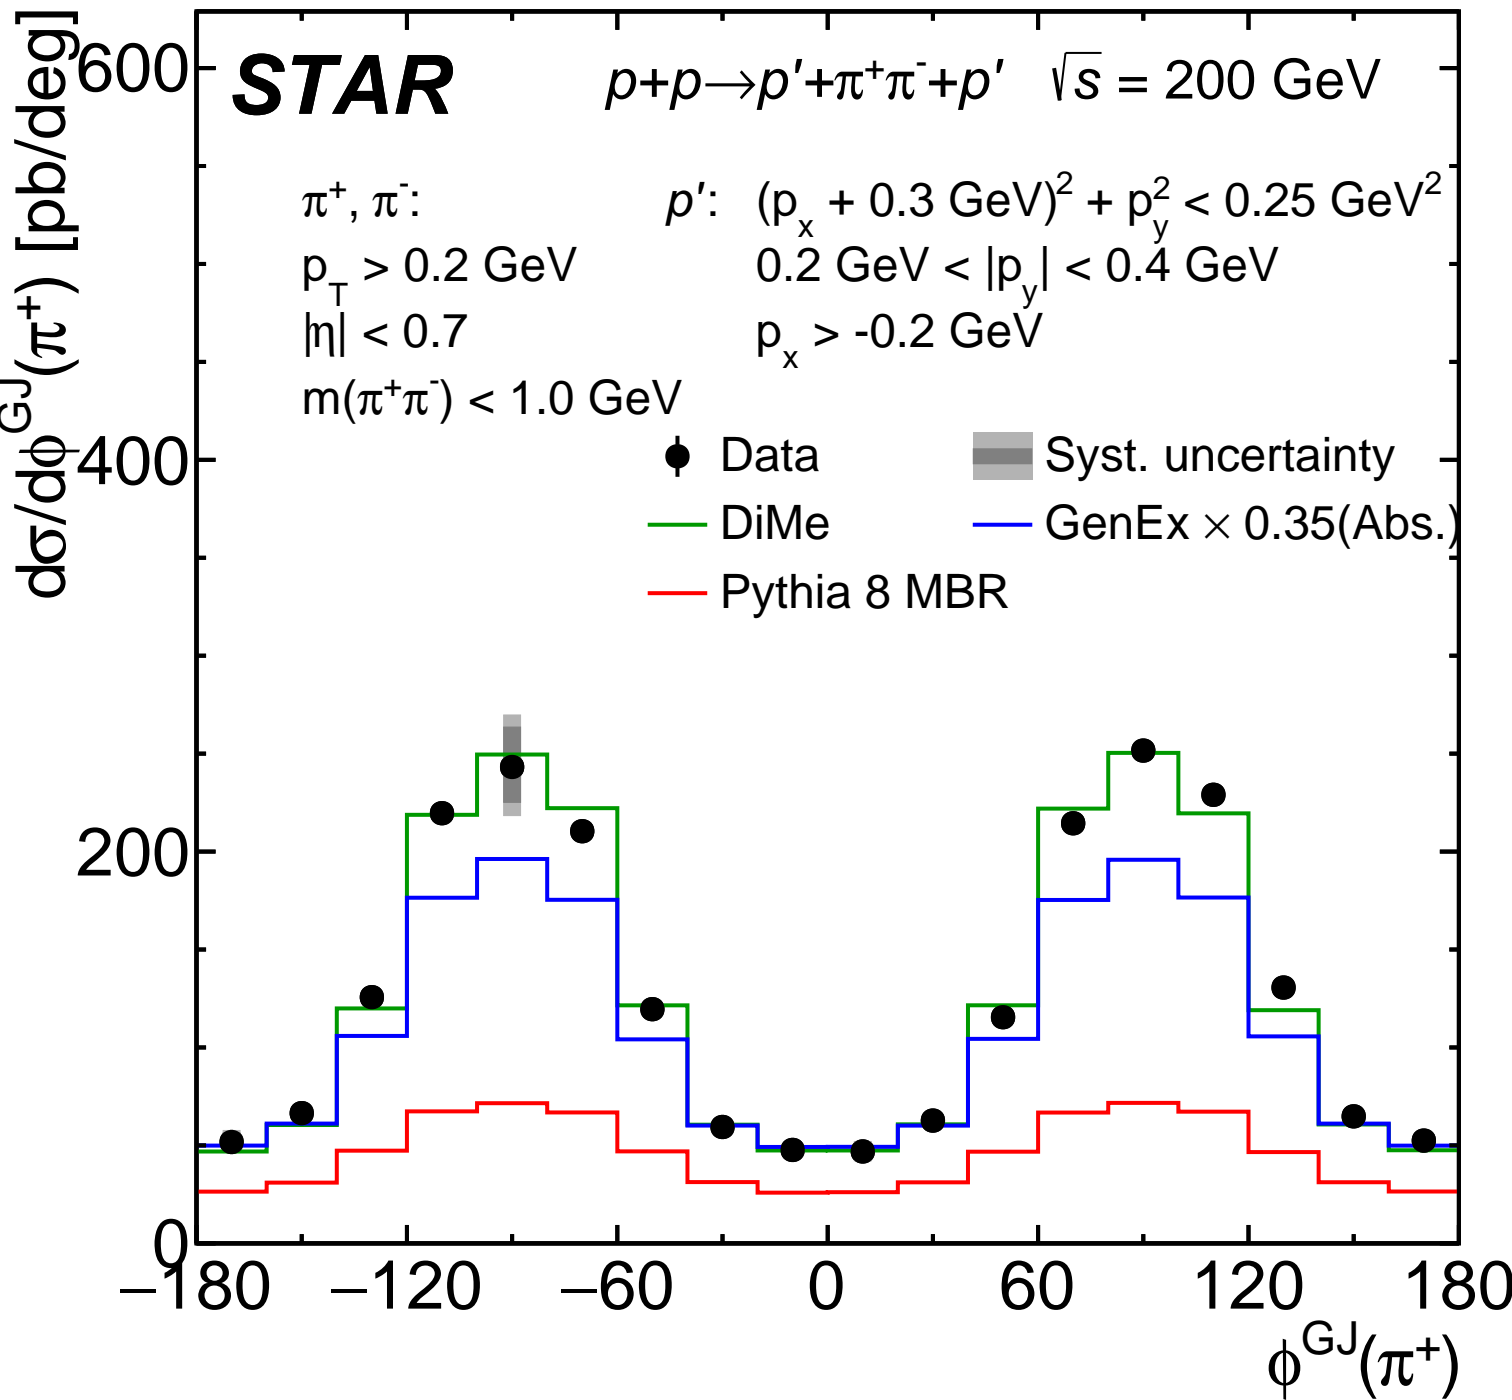 STAR p+p→p′+π⁺π⁻+p′ √s = 200 GeV
π⁺, π⁻: p′: (pₓ + 0.3 GeV)² + p_y² < 0.25 GeV²
p_T > 0.2 GeV 0.2 GeV < |p_y| < 0.4 GeV
|η| < 0.7 pₓ > -0.2 GeV
m(π⁺π⁻) < 1.0 GeV
Data Syst. uncertainty
DiMe GenEx × 0.35(Abs.)
Pythia 8 MBR
dσ/dϕ^GJ(π⁺) [pb/deg]
600
400
200
0
−180 −120 −60 0 60 120 180
ϕ^GJ(π⁺)